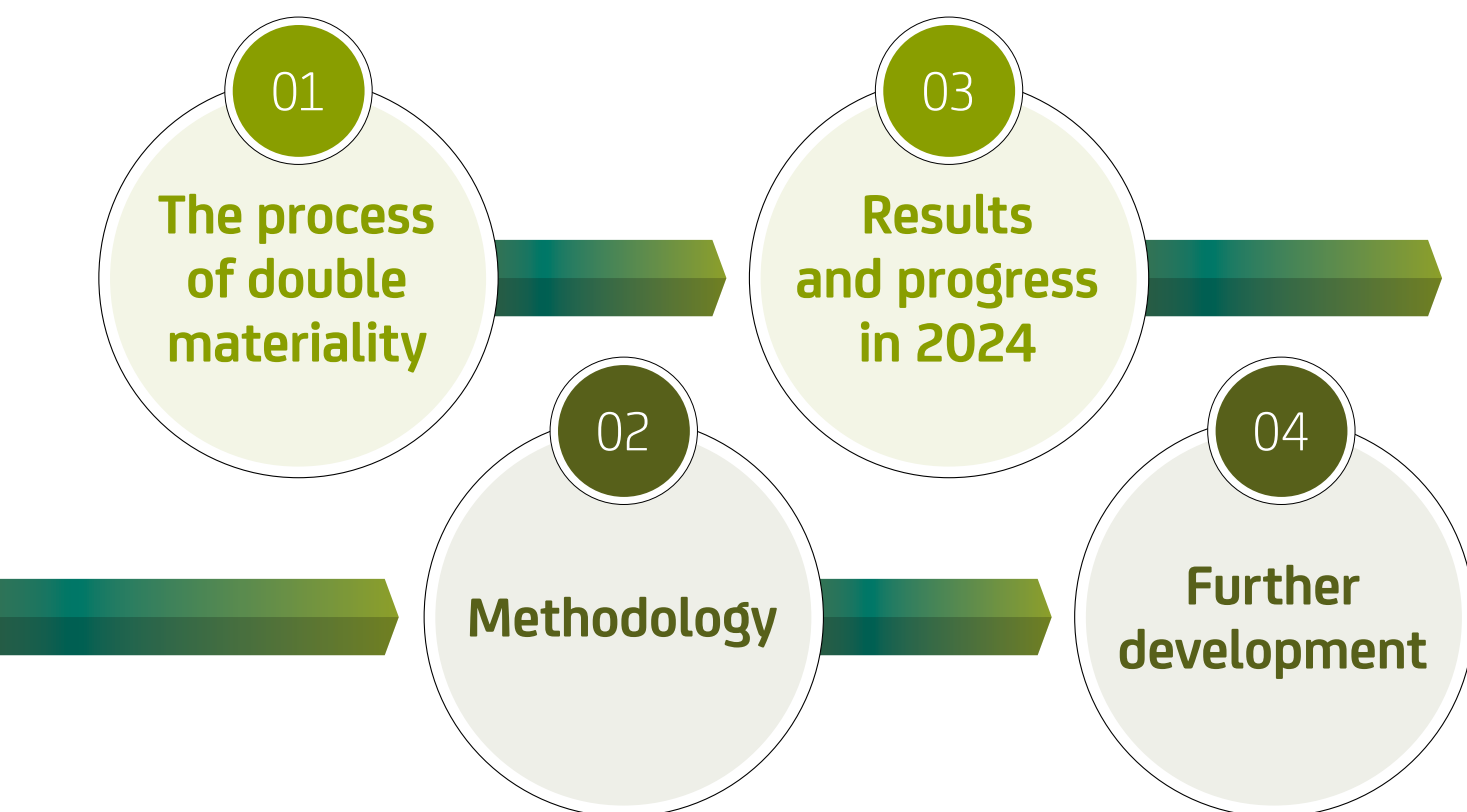 01
The process
of double
materiality
02
Methodology
03
Results
and progress
in 2024
04
Further
development